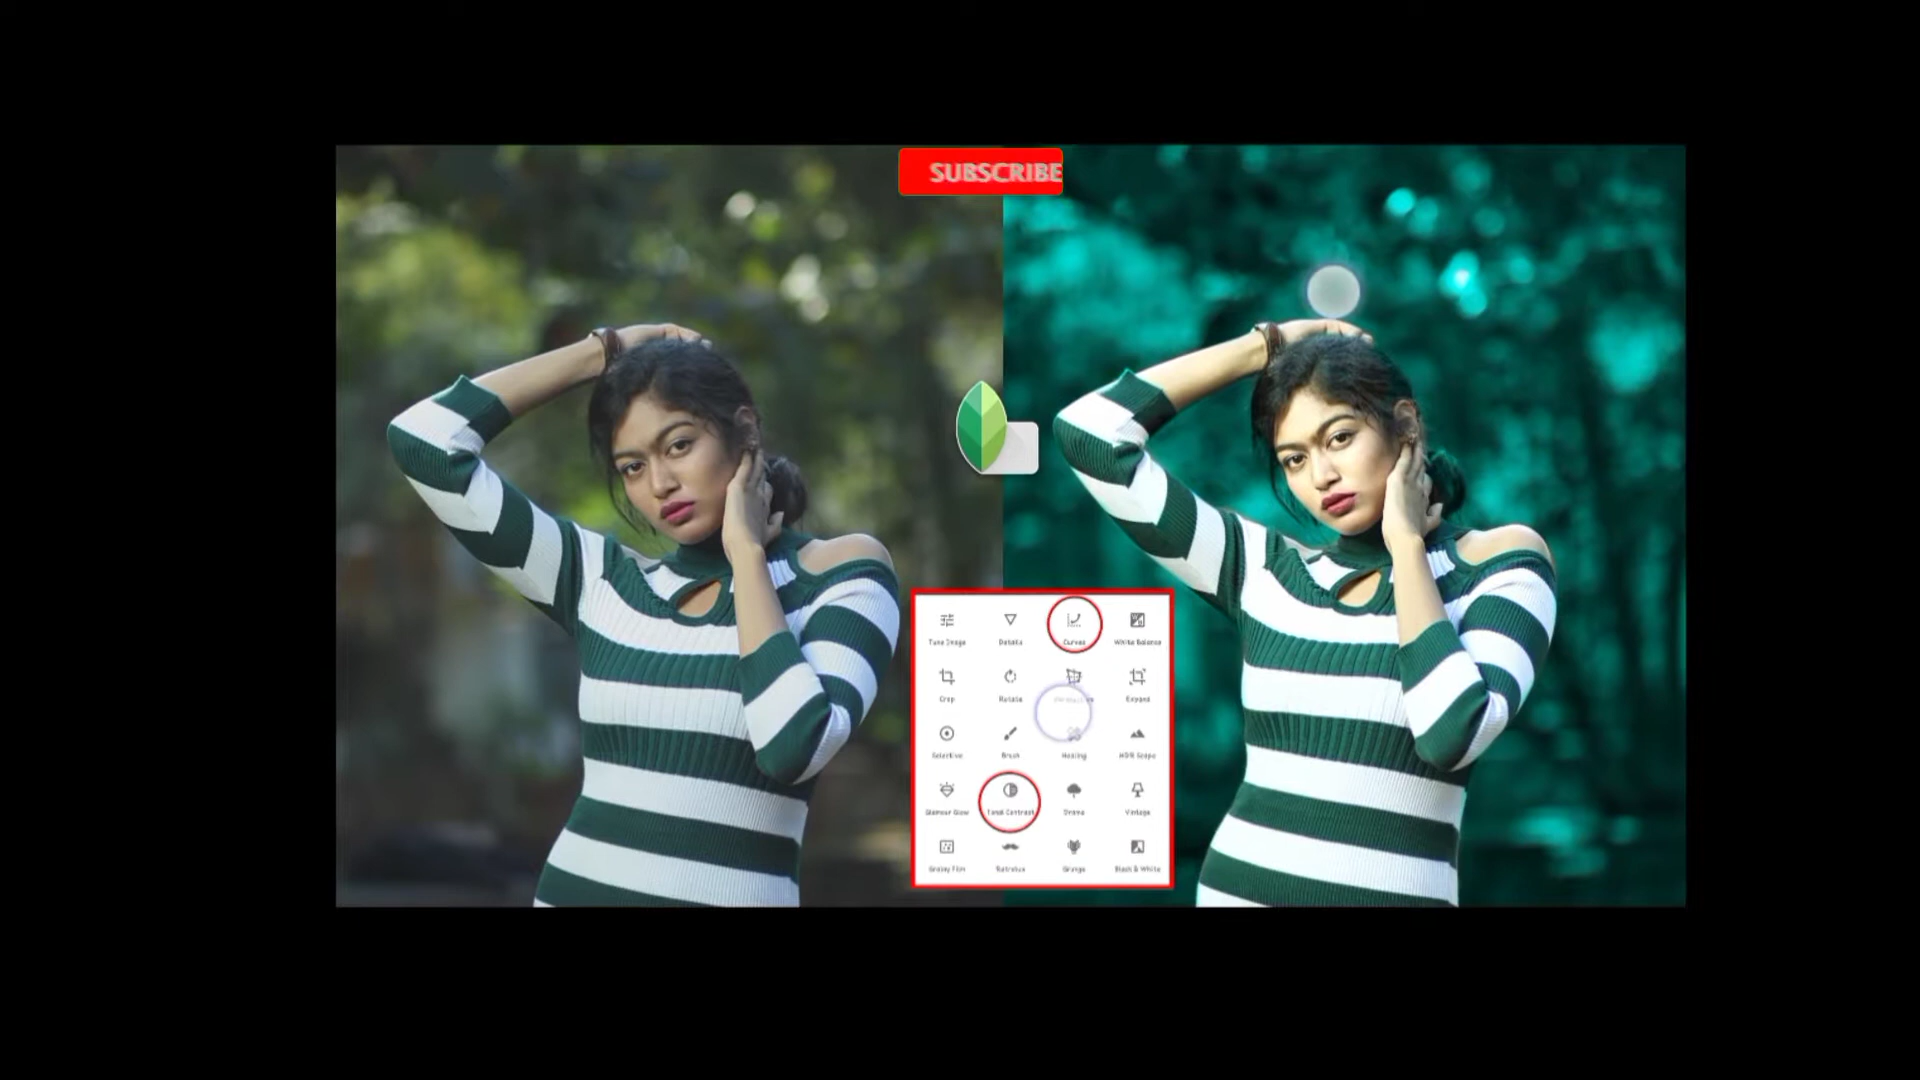 SUBSCRIBE
Tune Image Details Curves White Balance
Crop Rotate Expand
Selective Brush Healing HDR Scape
Glamour Glow Tonal Contrast Drama Vintage
Grainy Film Retrolux Grunge Black & White